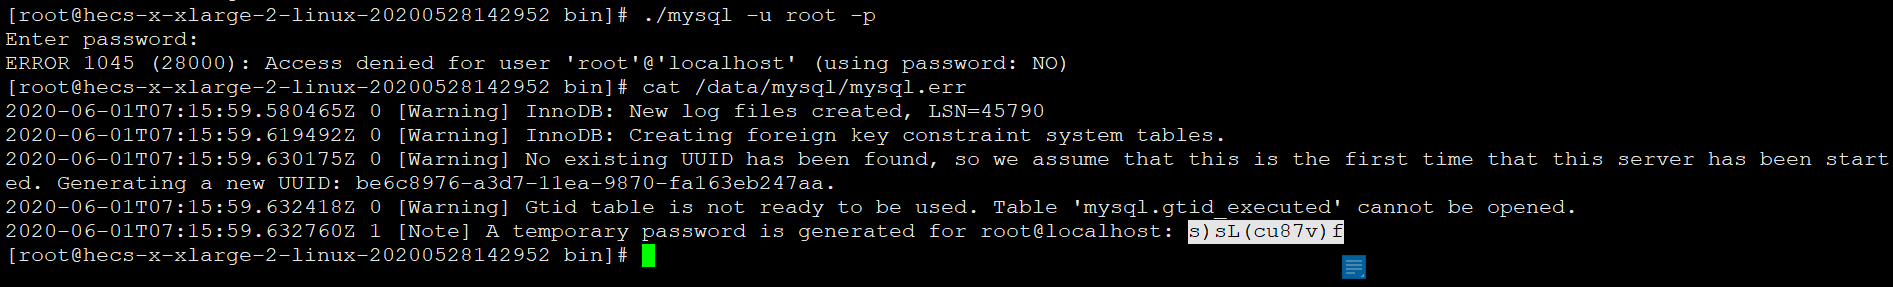 [root@hecs-x-xlarge-2-linux-20200528142952 bin]# ./mysql -u root -p
Enter password:
ERROR 1045 (28000): Access denied for user 'root'@'localhost' (using password: NO)
[root@hecs-x-xlarge-2-linux-20200528142952 bin]# cat /data/mysql/mysql.err
2020-06-01T07:15:59.580465Z 0 [Warning] InnoDB: New log files created, LSN=45790
2020-06-01T07:15:59.619492Z 0 [Warning] InnoDB: Creating foreign key constraint system tables.
2020-06-01T07:15:59.630175Z 0 [Warning] No existing UUID has been found, so we assume that this is the first time that this server has been start
ed. Generating a new UUID: be6c8976-a3d7-11ea-9870-fa163eb247aa.
2020-06-01T07:15:59.632418Z 0 [Warning] Gtid table is not ready to be used. Table 'mysql.gtid_executed' cannot be opened.
2020-06-01T07:15:59.632760Z 1 [Note] A temporary password is generated for root@localhost: s)sL(cu87v)f
[root@hecs-x-xlarge-2-linux-20200528142952 bin]#